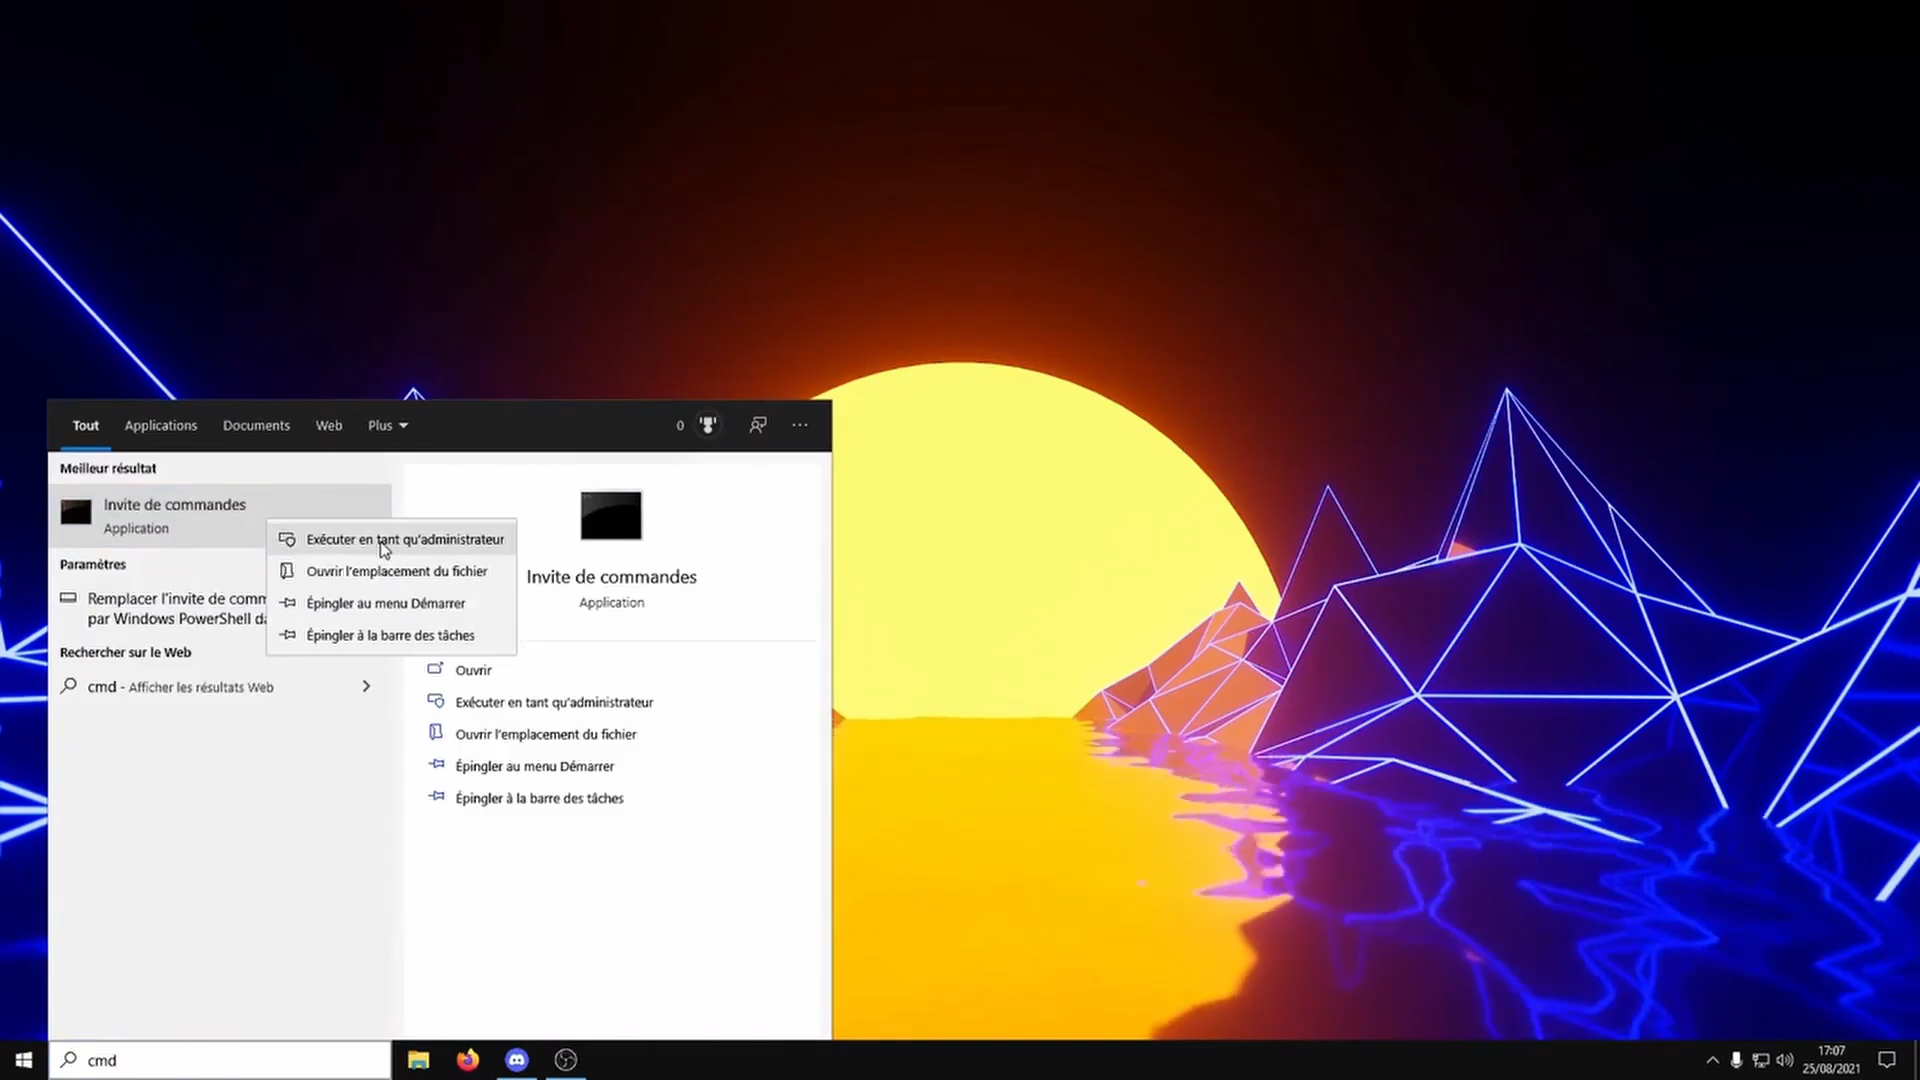 Tout Applications Documents Web Plus 0
Meilleur résultat
Invite de commandes
Application
Exécuter en tant qu'administrateur
Ouvrir l'emplacement du fichier
Épingler au menu Démarrer
Épingler à la barre des tâches
Paramètres
Remplacer l'invite de comm
par Windows PowerShell da
Rechercher sur le Web
cmd - Afficher les résultats Web
Invite de commandes
Application
Ouvrir
Exécuter en tant qu'administrateur
Ouvrir l'emplacement du fichier
Épingler au menu Démarrer
Épingler à la barre des tâches
cmd
17:07
25/08/2021